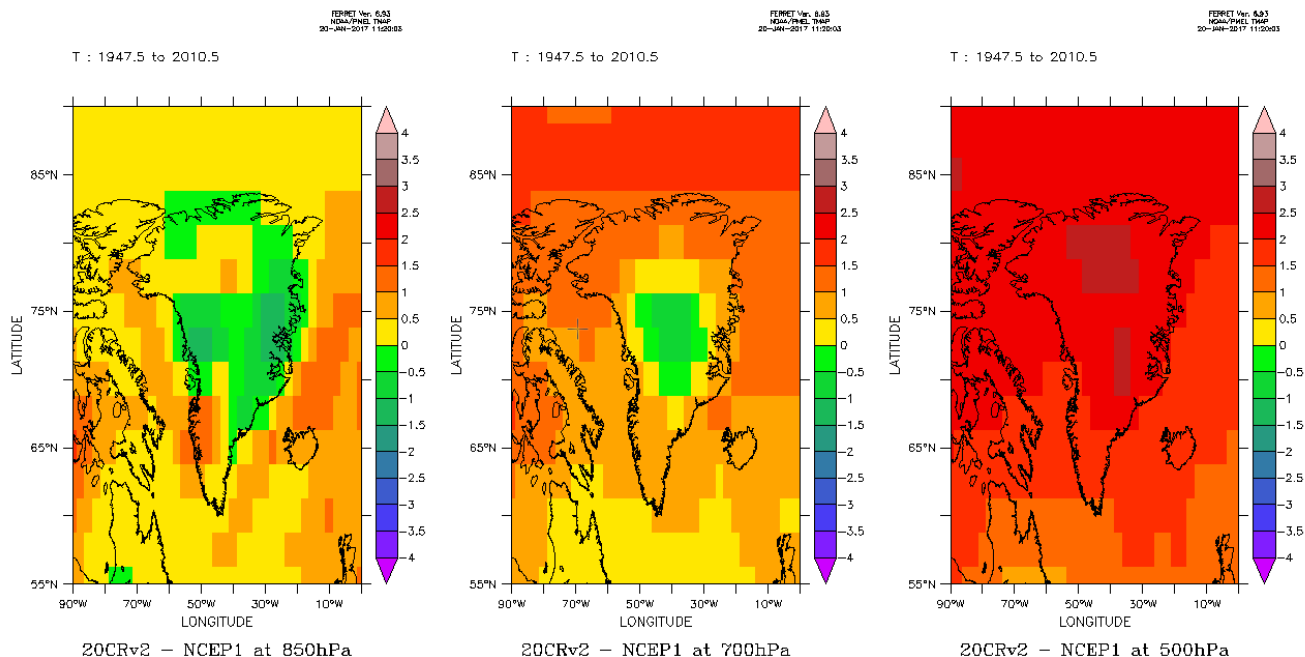 FERRET Ver. 6.93
NOAA/PMEL TMAP
20-JAN-2017 11:20:03
T : 1947.5 to 2010.5
85°N
75°N
65°N
55°N
LATITUDE
90°W 70°W 50°W 30°W 10°W
LONGITUDE
4
3.5
3
2.5
2
1.5
1
0.5
0
−0.5
−1
−1.5
−2
−2.5
−3
−3.5
−4
20CRv2 − NCEP1 at 850hPa
FERRET Ver. 6.93
NOAA/PMEL TMAP
20-JAN-2017 11:20:03
T : 1947.5 to 2010.5
85°N
75°N
65°N
55°N
LATITUDE
90°W 70°W 50°W 30°W 10°W
LONGITUDE
4
3.5
3
2.5
2
1.5
1
0.5
0
−0.5
−1
−1.5
−2
−2.5
−3
−3.5
−4
20CRv2 − NCEP1 at 700hPa
FERRET Ver. 6.93
NOAA/PMEL TMAP
20-JAN-2017 11:20:03
T : 1947.5 to 2010.5
85°N
75°N
65°N
55°N
LATITUDE
90°W 70°W 50°W 30°W 10°W
LONGITUDE
4
3.5
3
2.5
2
1.5
1
0.5
0
−0.5
−1
−1.5
−2
−2.5
−3
−3.5
−4
20CRv2 − NCEP1 at 500hPa